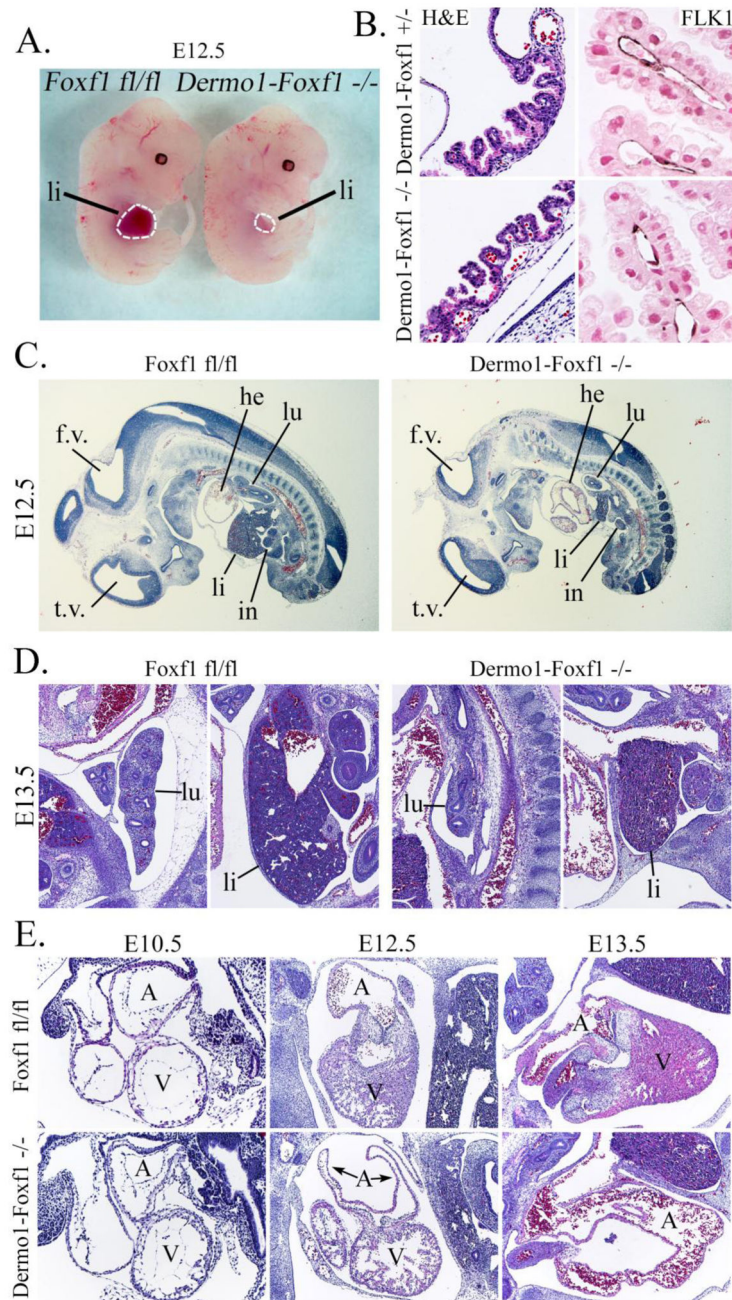 A.
E12.5
Foxf1 fl/fl Dermo1-Foxf1 -/-
li
li
B.
H&E
FLK1
Dermo1-Foxf1 +/-
Dermo1-Foxf1 -/-
C.
Foxf1 fl/fl
Dermo1-Foxf1 -/-
E12.5
f.v.
he
lu
t.v.
li
in
f.v.
he
lu
t.v.
li
in
D.
Foxf1 fl/fl
Dermo1-Foxf1 -/-
E13.5
lu
li
lu
li
E.
E10.5
E12.5
E13.5
Foxf1 fl/fl
A
V
A
V
A
V
Dermo1-Foxf1 -/-
A
V
A
V
A